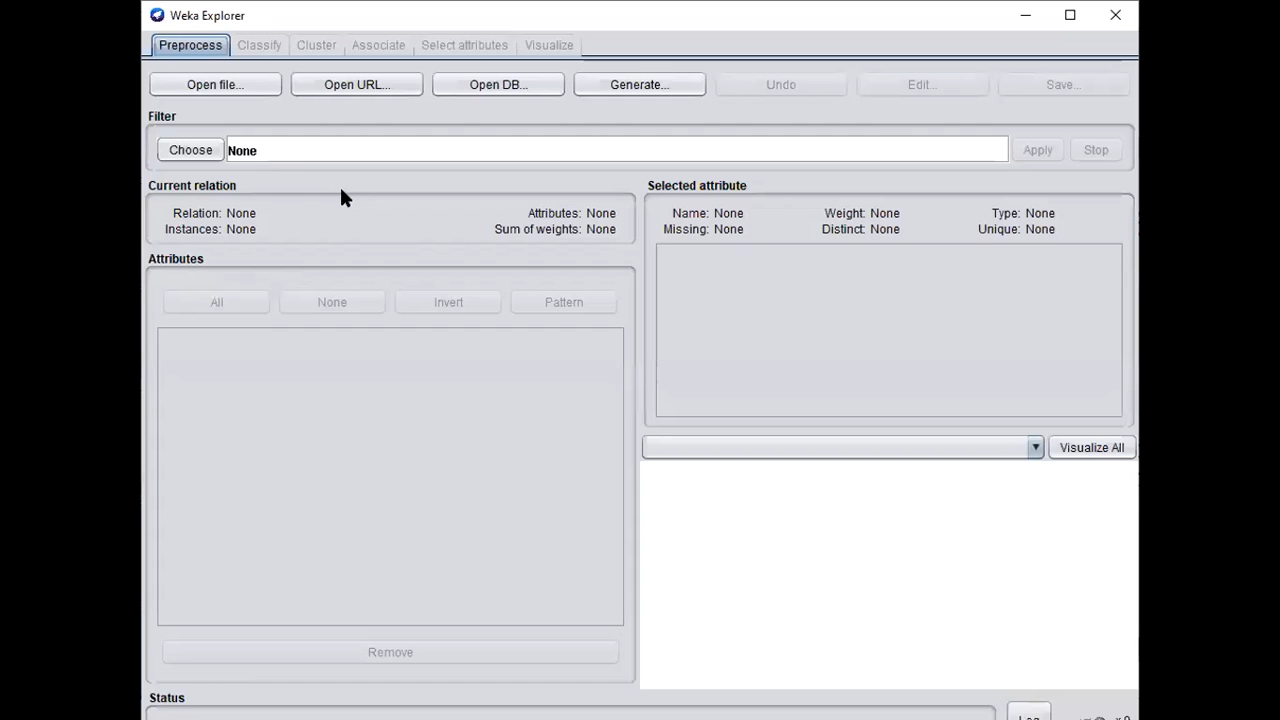 Weka Explorer
Preprocess Classify Cluster Associate Select attributes Visualize
Open file... Open URL... Open DB... Generate... Undo Edit... Save...
Filter
Choose None Apply Stop
Current relation
Relation: None Attributes: None
Instances: None Sum of weights: None
Selected attribute
Name: None Weight: None Type: None
Missing: None Distinct: None Unique: None
Attributes
All None Invert Pattern
Visualize All
Remove
Status